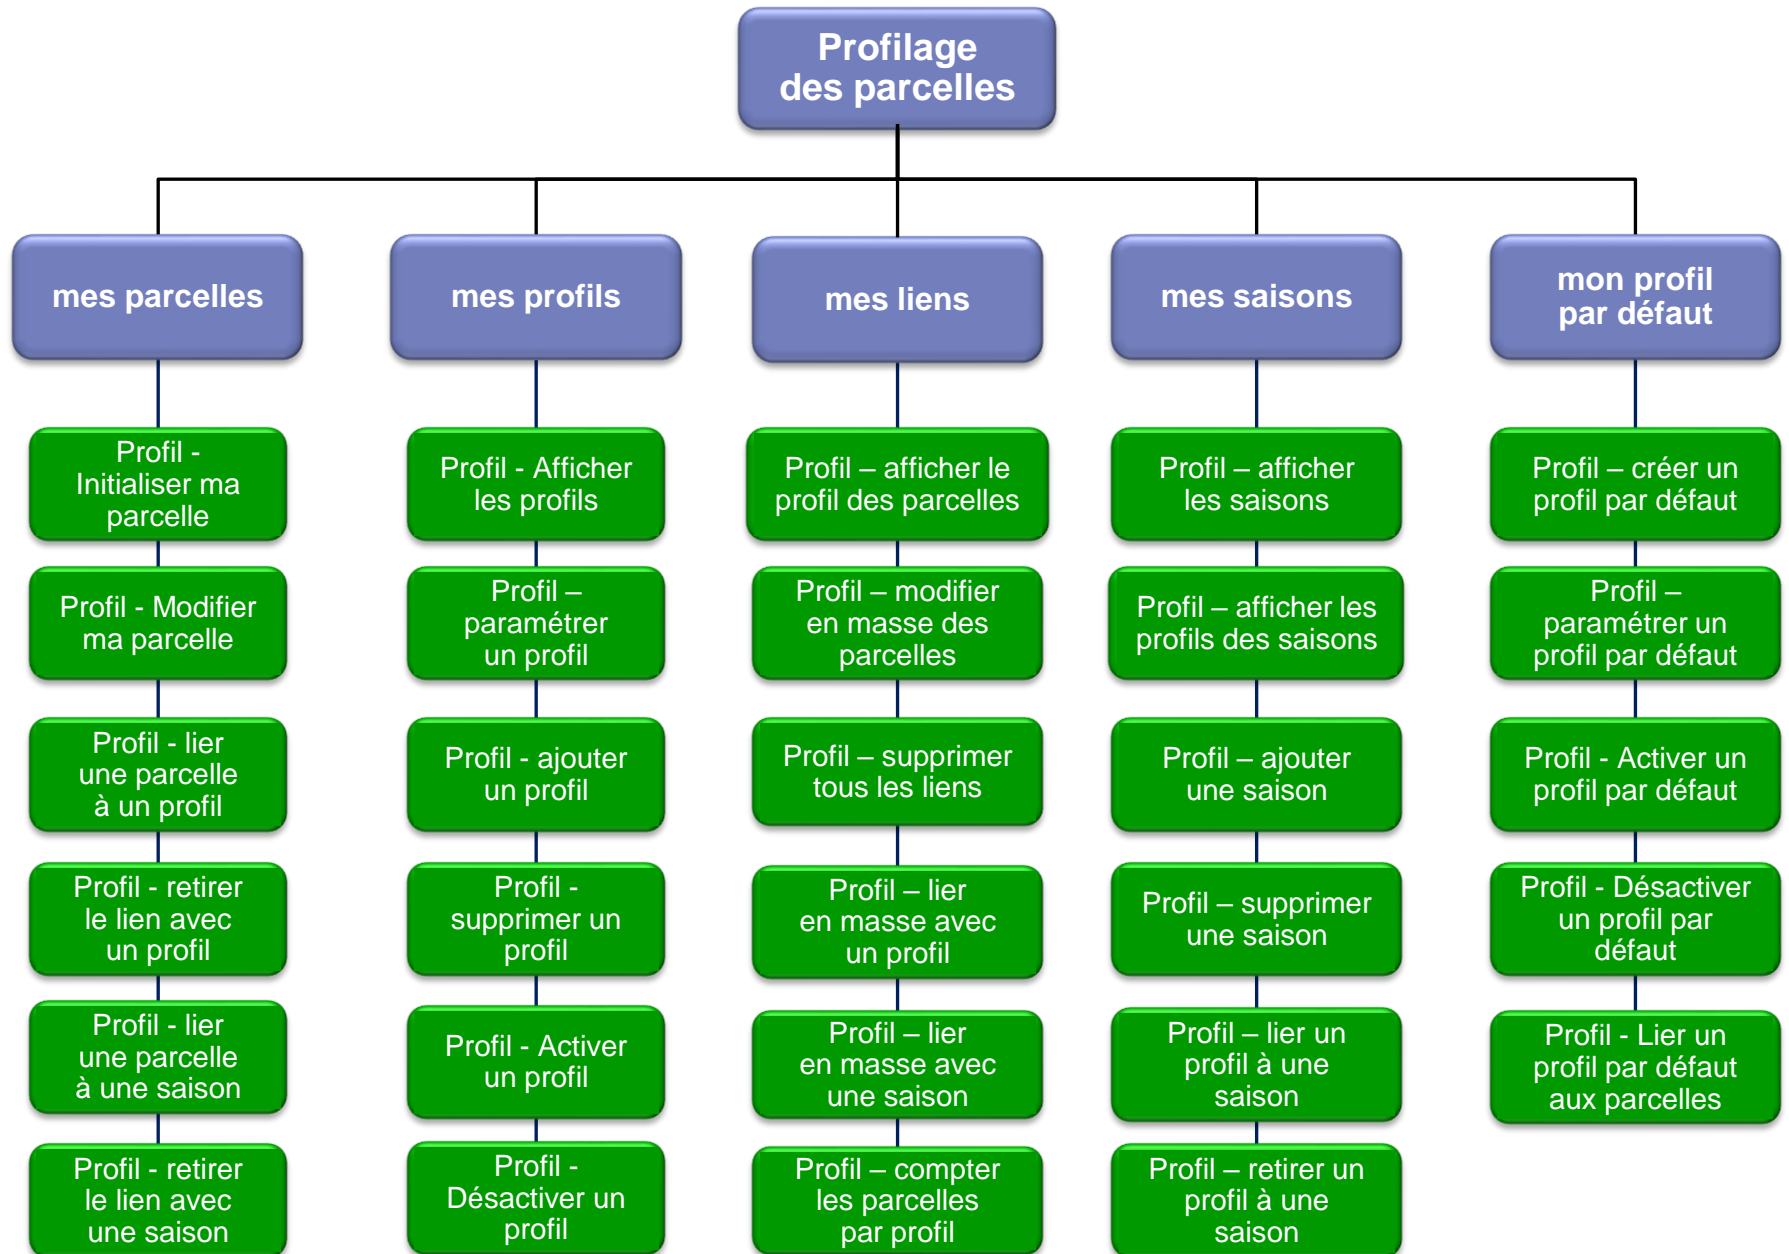 Profilage
des parcelles
mes parcelles
mes profils
mes liens
mes saisons
mon profil
par défaut
Profil -
Initialiser ma
parcelle
Profil - Modifier
ma parcelle
Profil - lier
une parcelle
à un profil
Profil - retirer
le lien avec
un profil
Profil - lier
une parcelle
à une saison
Profil - retirer
le lien avec
une saison
Profil - Afficher
les profils
Profil –
paramétrer
un profil
Profil - ajouter
un profil
Profil -
supprimer un
profil
Profil - Activer
un profil
Profil -
Désactiver un
profil
Profil – afficher le
profil des parcelles
Profil – modifier
en masse des
parcelles
Profil – supprimer
tous les liens
Profil – lier
en masse avec
un profil
Profil – lier
en masse avec
une saison
Profil – compter
les parcelles
par profil
Profil – afficher
les saisons
Profil – afficher les
profils des saisons
Profil – ajouter
une saison
Profil – supprimer
une saison
Profil – lier un
profil à une
saison
Profil – retirer un
profil à une
saison
Profil – créer un
profil par défaut
Profil –
paramétrer un
profil par défaut
Profil - Activer un
profil par défaut
Profil - Désactiver
un profil par
défaut
Profil - Lier un
profil par défaut
aux parcelles